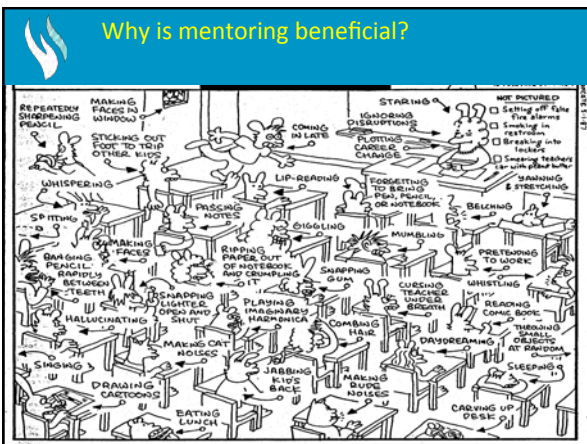 Why is mentoring beneficial?
REPEATEDLY
SHARPENING
PENCIL
MAKING
FACES IN
WINDOW
STICKING OUT
FOOT TO TRIP
OTHER KIDS
COMING
IN LATE
STARING
IGNORING
DISRUPTIONS
PLOTTING
CAREER
CHANGE
NOT PICTURED
Setting off false
fire alarms
Smoking in
restroom
Breaking into
lockers
Smearing teacher's
car with peanut butter
WHISPERING
LIP-READING
FORGETTING
TO BRING
PEN, PENCIL,
OR NOTEBOOK
YAWNING
& STRETCHING
BELCHING
SPITTING
PASSING
NOTES
GIGGLING
MUMBLING
MAKING
FACES
BANGING
PENCIL
RAPIDLY
BETWEEN
TEETH
RIPPING
PAPER OUT
OF NOTEBOOK
AND CRUMPLING
IT
SNAPPING
GUM
PRETENDING
TO WORK
CURSING
TEACHER
UNDER
BREATH
WHISTLING
HALLUCINATING
SNAPPING
LIGHTER
OPEN AND
SHUT
PLAYING
IMAGINARY
HARMONICA
COMBING
HAIR
READING
COMIC BOOK
DAYDREAMING
THROWING
SMALL
OBJECTS
AT RANDOM
SINGING
MAKING CAT
NOISES
JABBING
KID'S
BACK
MAKING
RUDE
NOISES
SLEEPING
DRAWING
CARTOONS
EATING
LUNCH
CARVING UP
DESK